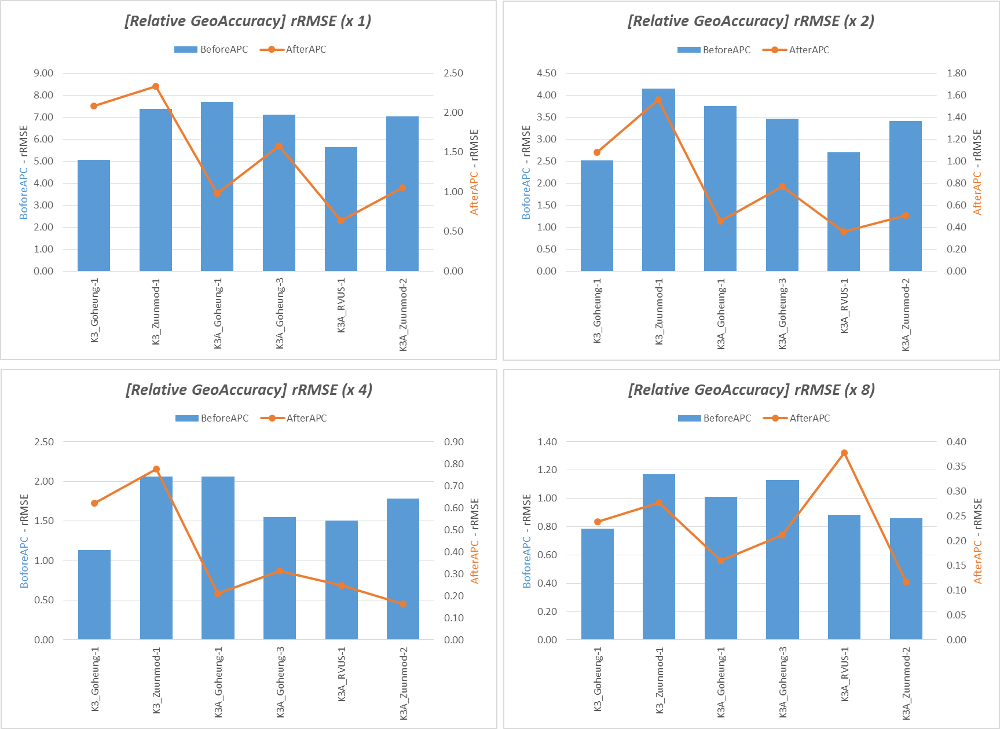 [Relative GeoAccuracy] rRMSE (x 1)
BeforeAPC AfterAPC
9.00
8.00
7.00
6.00
5.00
4.00
3.00
2.00
1.00
0.00
2.50
2.00
1.50
1.00
0.50
0.00
BoforeAPC - rRMSE
AfterAPC - rRMSE
K3_Goheung-1
K3_Zuunmod-1
K3A_Goheung-1
K3A_Goheung-3
K3A_RVUS-1
K3A_Zuunmod-2
[Relative GeoAccuracy] rRMSE (x 2)
BeforeAPC AfterAPC
4.50
4.00
3.50
3.00
2.50
2.00
1.50
1.00
0.50
0.00
1.80
1.60
1.40
1.20
1.00
0.80
0.60
0.40
0.20
0.00
BoforeAPC - rRMSE
AfterAPC - rRMSE
K3_Goheung-1
K3_Zuunmod-1
K3A_Goheung-1
K3A_Goheung-3
K3A_RVUS-1
K3A_Zuunmod-2
[Relative GeoAccuracy] rRMSE (x 4)
BeforeAPC AfterAPC
2.50
2.00
1.50
1.00
0.50
0.00
0.90
0.80
0.70
0.60
0.50
0.40
0.30
0.20
0.10
0.00
BoforeAPC - rRMSE
AfterAPC - rRMSE
K3_Goheung-1
K3_Zuunmod-1
K3A_Goheung-1
K3A_Goheung-3
K3A_RVUS-1
K3A_Zuunmod-2
[Relative GeoAccuracy] rRMSE (x 8)
BeforeAPC AfterAPC
1.40
1.20
1.00
0.80
0.60
0.40
0.20
0.00
0.40
0.35
0.30
0.25
0.20
0.15
0.10
0.05
0.00
BoforeAPC - rRMSE
AfterAPC - rRMSE
K3_Goheung-1
K3_Zuunmod-1
K3A_Goheung-1
K3A_Goheung-3
K3A_RVUS-1
K3A_Zuunmod-2